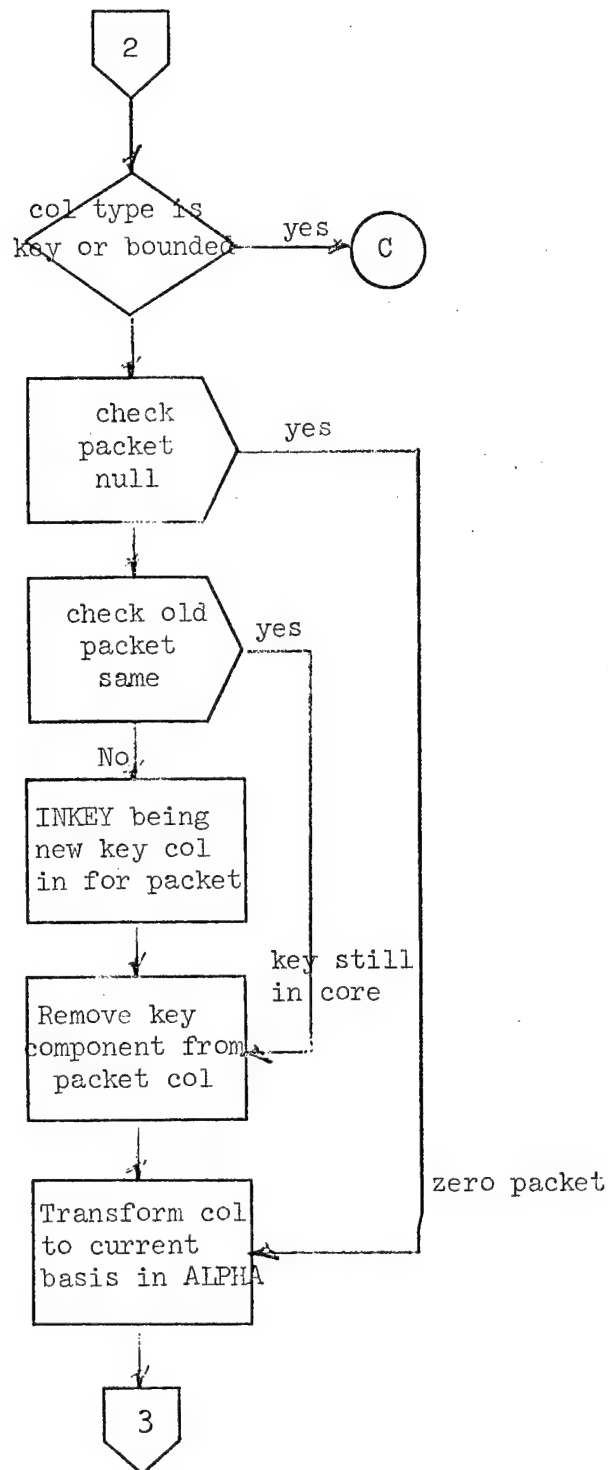 2
col type is
key or bounded
yes
C
check
packet
null
yes
check old
packet
same
yes
No
INKEY being
new key col
in for packet
key still
in core
Remove key
component from
packet col
zero packet
Transform col
to current
basis in ALPHA
3